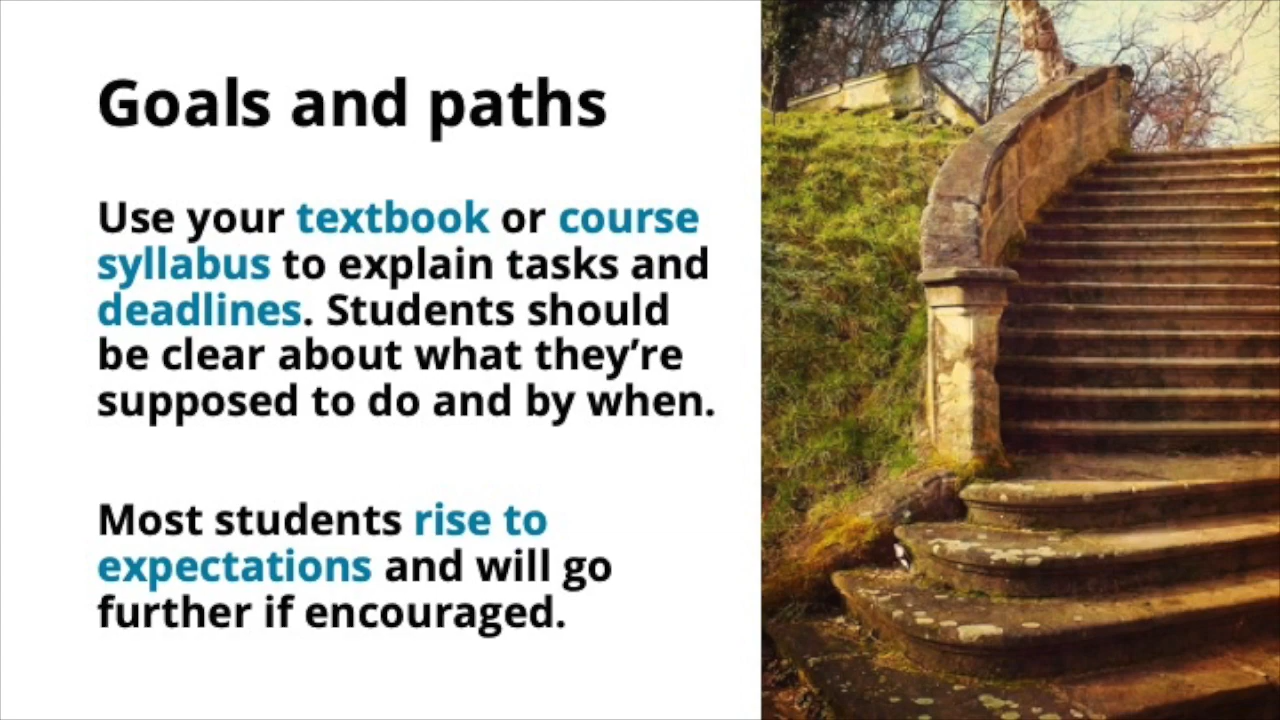 Goals and paths
Use your textbook or course
syllabus to explain tasks and
deadlines. Students should
be clear about what they’re
supposed to do and by when.
Most students rise to
expectations and will go
further if encouraged.